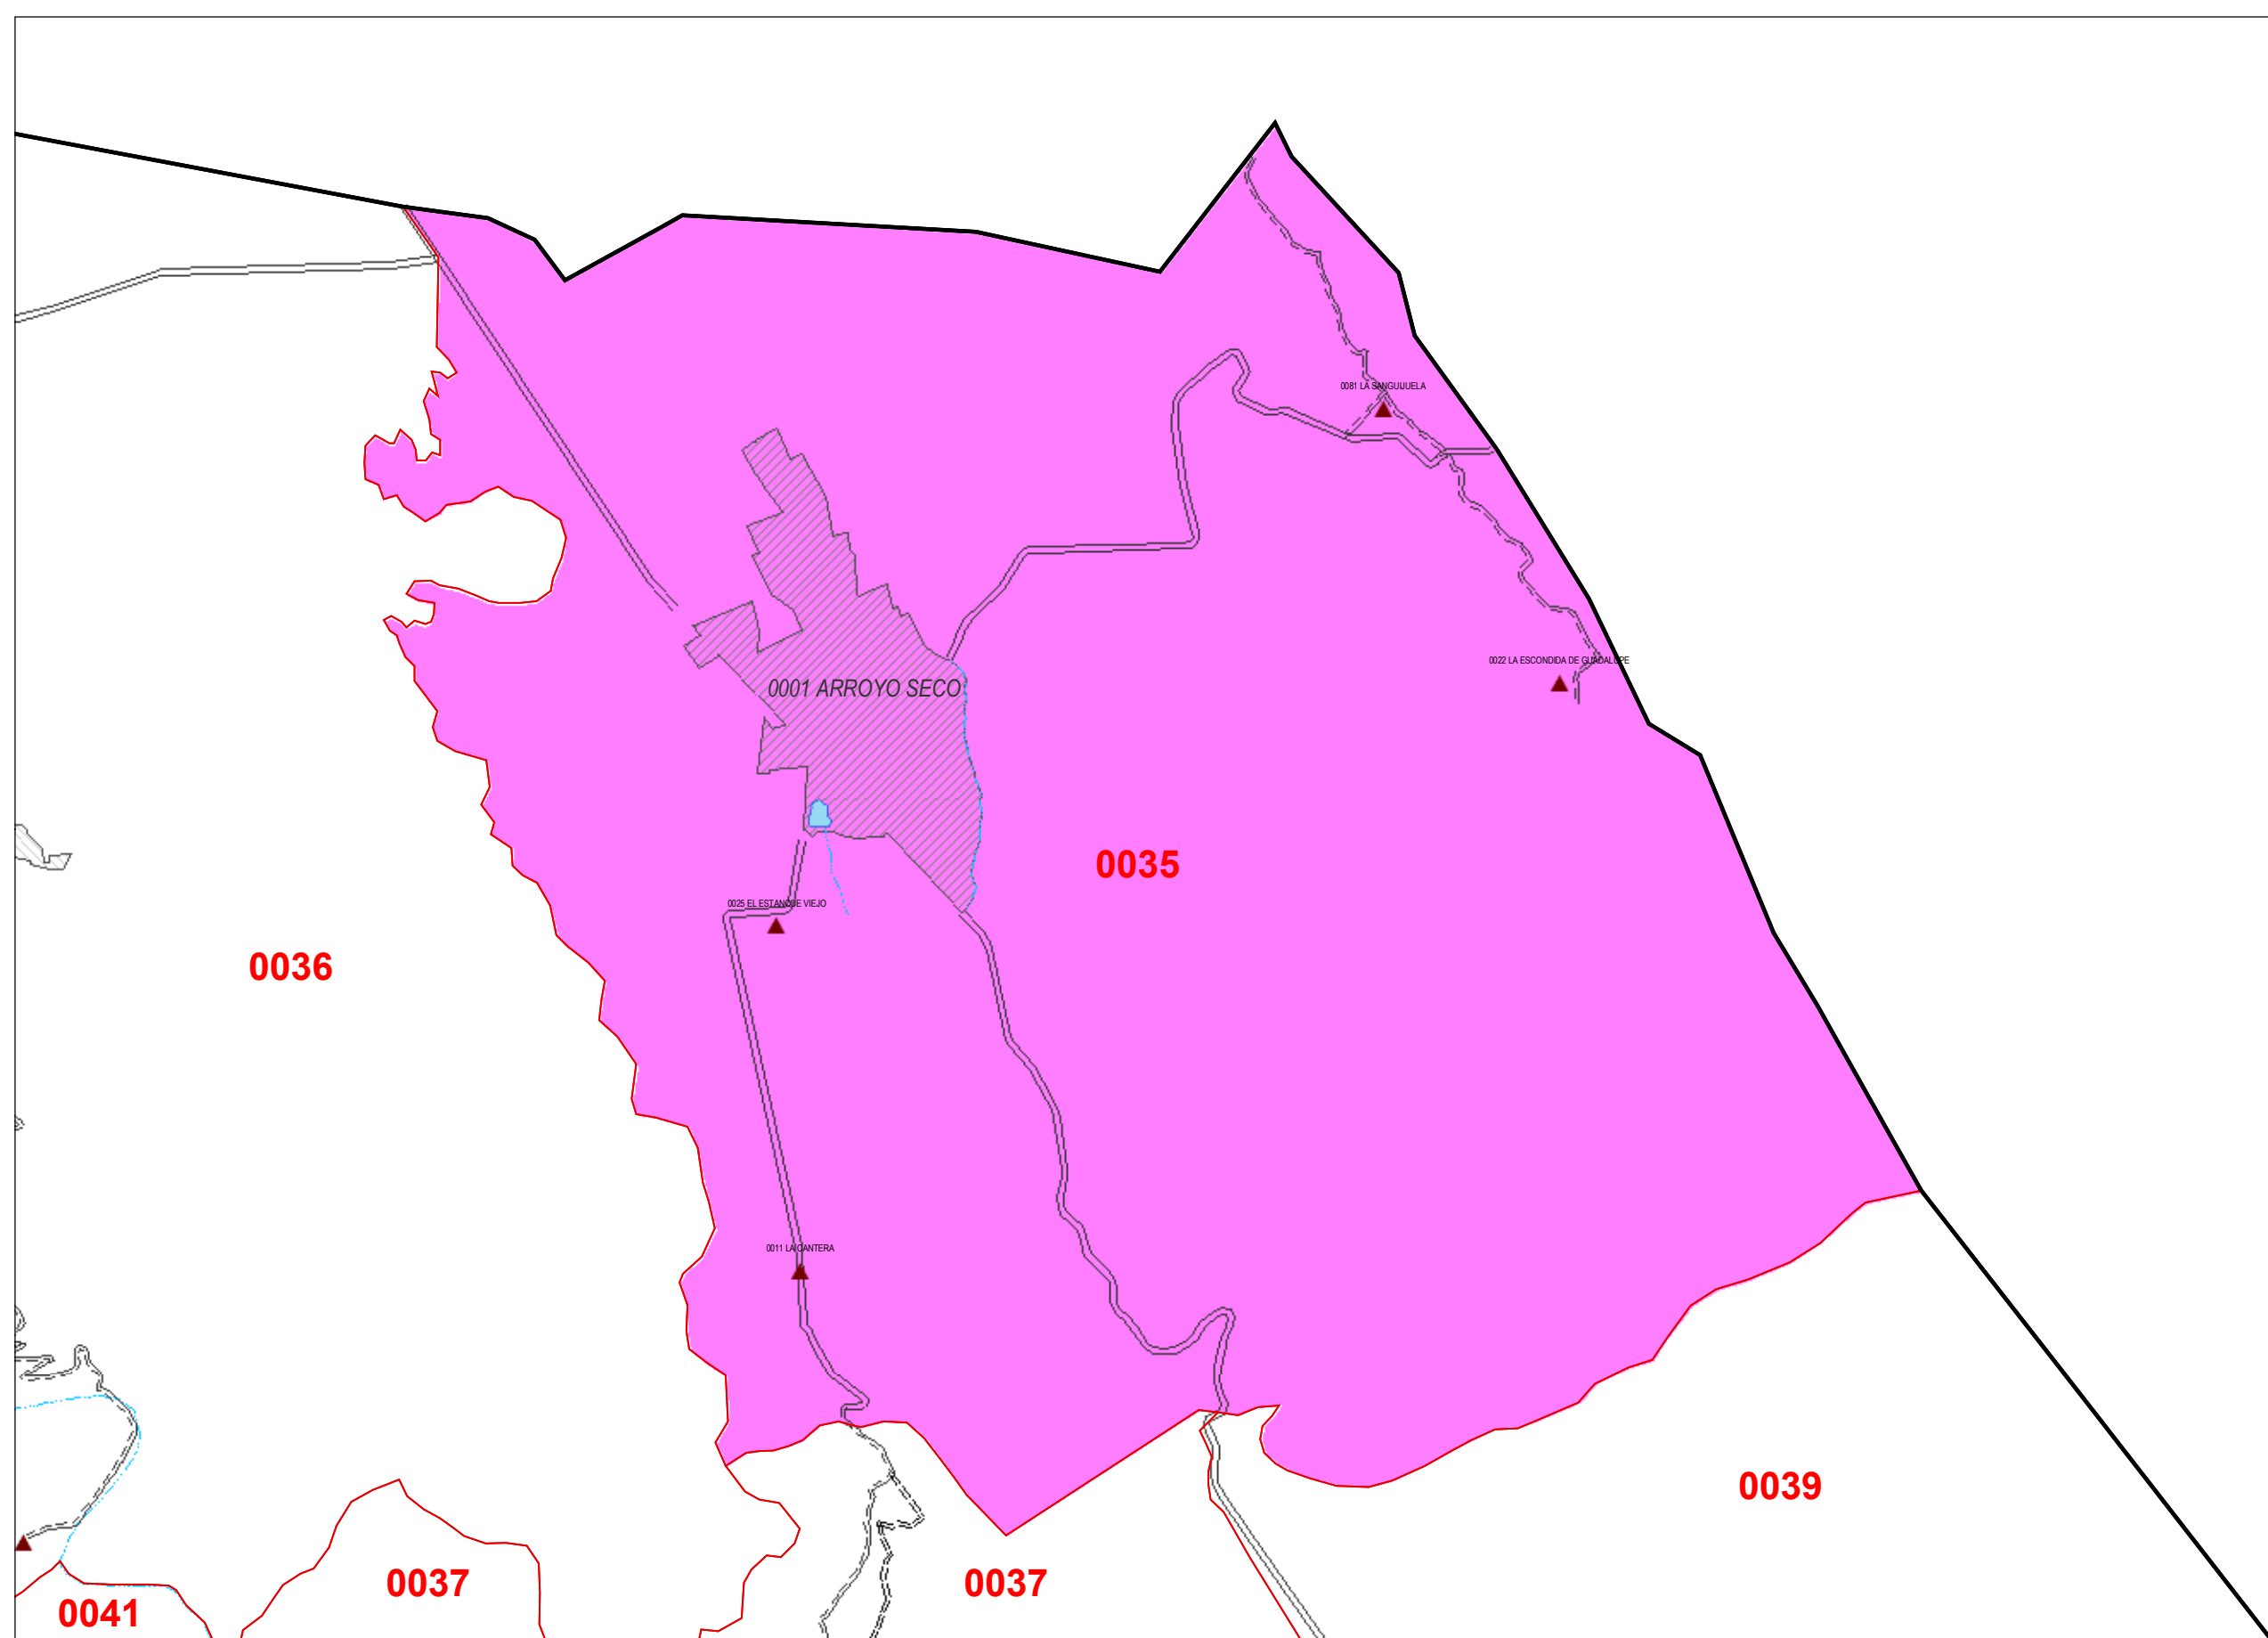 0081 LA SANGUIJUELA
0022 LA ESCONDIDA DE GUADALUPE
0001 ARROYO SECO
0035
0025 EL ESTANQUE VIEJO
0036
0011 LA CANTERA
0039
0037
0037
0041